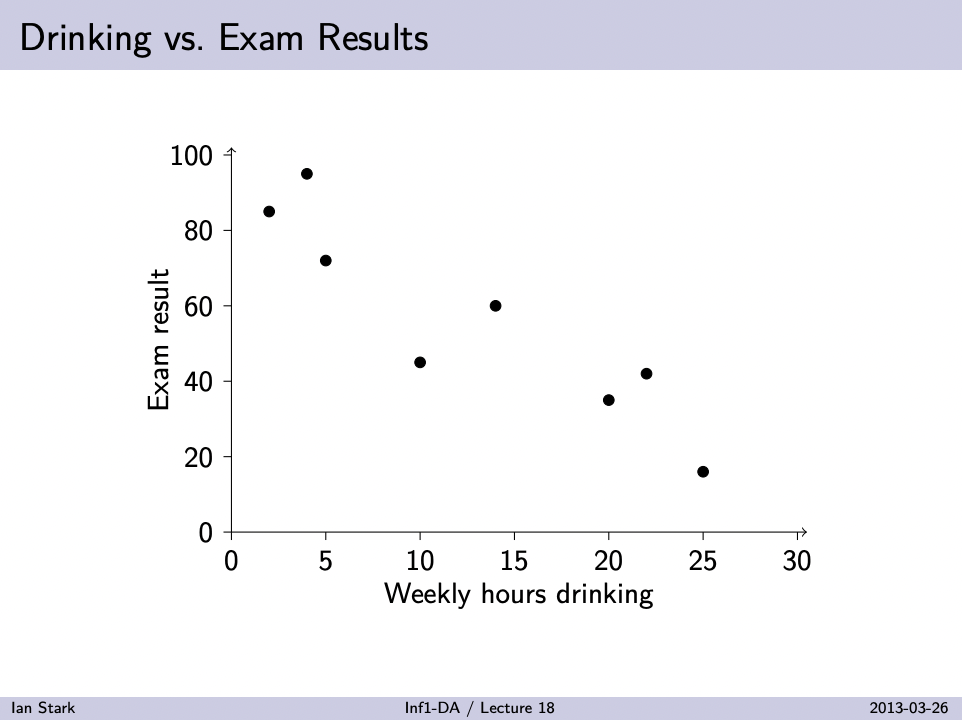 Drinking vs. Exam Results
100
80
60
40
20
0
Exam result
0 5 10 15 20 25 30
Weekly hours drinking
Ian Stark Inf1-DA / Lecture 18 2013-03-26